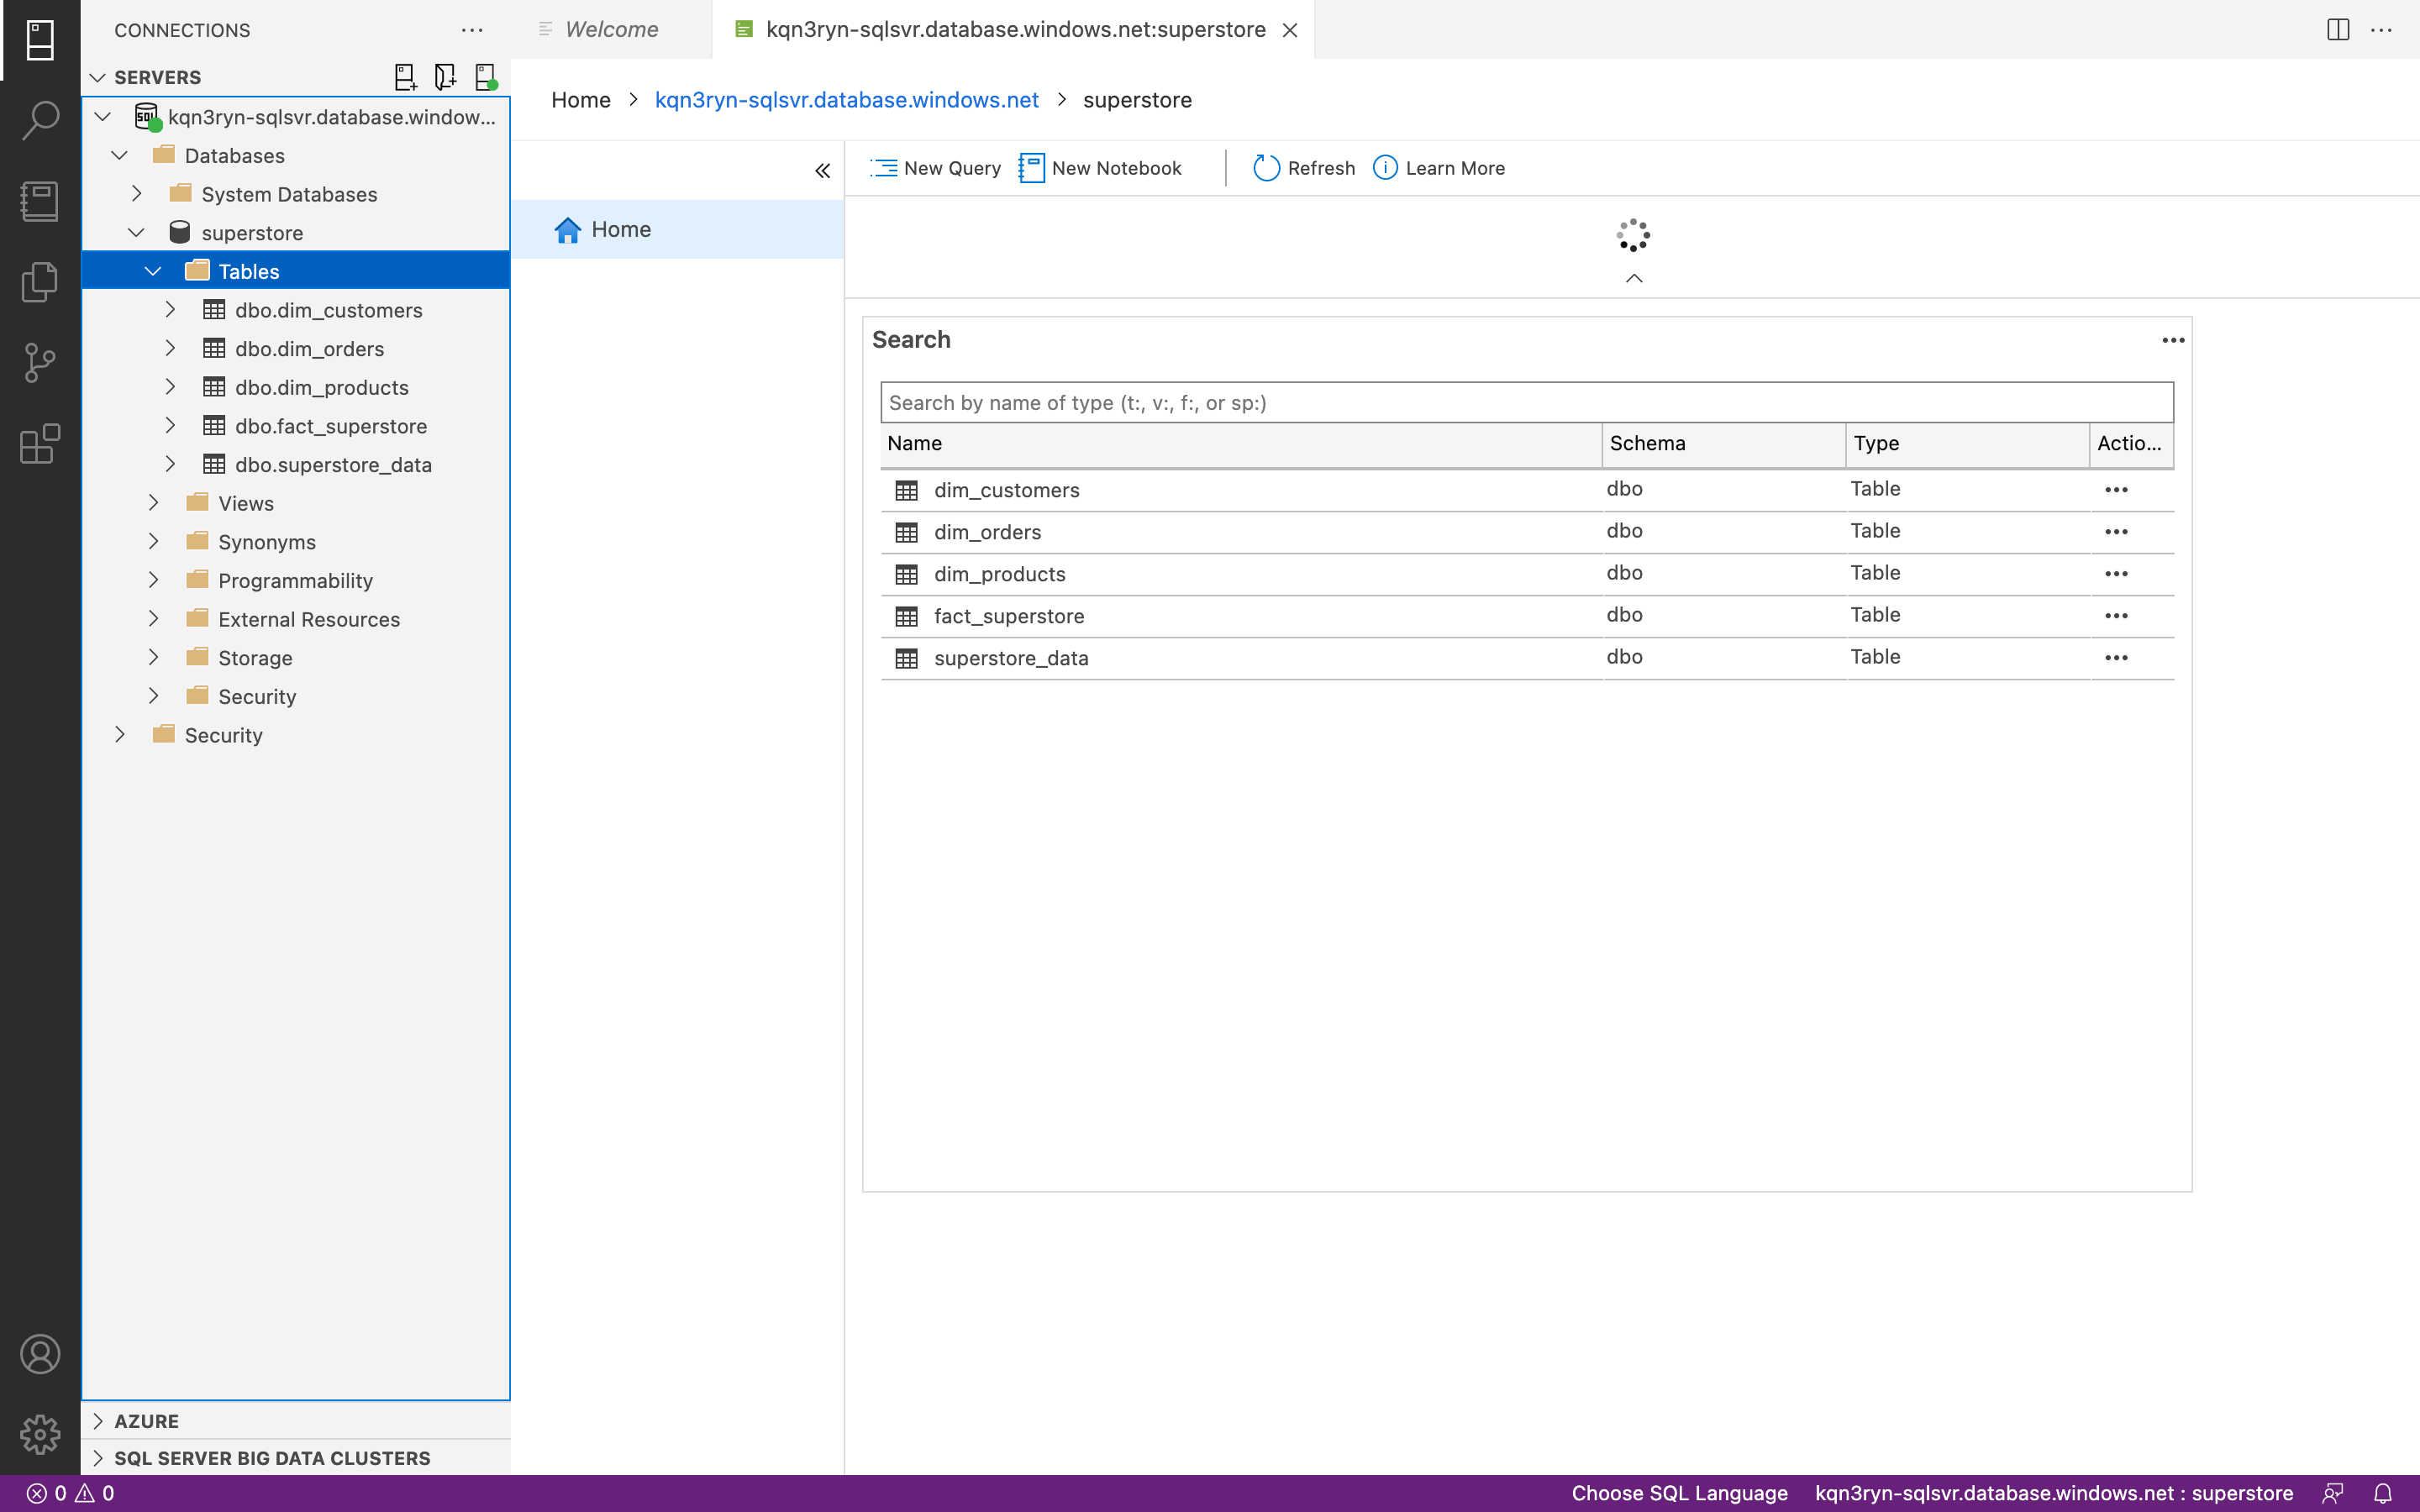 CONNECTIONS
SERVERS
kqn3ryn-sqlsvr.database.window...
Databases
System Databases
superstore
Tables
dbo.dim_customers
dbo.dim_orders
dbo.dim_products
dbo.fact_superstore
dbo.superstore_data
Views
Synonyms
Programmability
External Resources
Storage
Security
Security
AZURE
SQL SERVER BIG DATA CLUSTERS
Welcome
kqn3ryn-sqlsvr.database.windows.net:superstore
Home > kqn3ryn-sqlsvr.database.windows.net > superstore
New Query New Notebook Refresh Learn More
Home
Search
Search by name of type (t:, v:, f:, or sp:)
Name Schema Type Actio...
dim_customers dbo Table
dim_orders dbo Table
dim_products dbo Table
fact_superstore dbo Table
superstore_data dbo Table
0 0
Choose SQL Language kqn3ryn-sqlsvr.database.windows.net : superstore